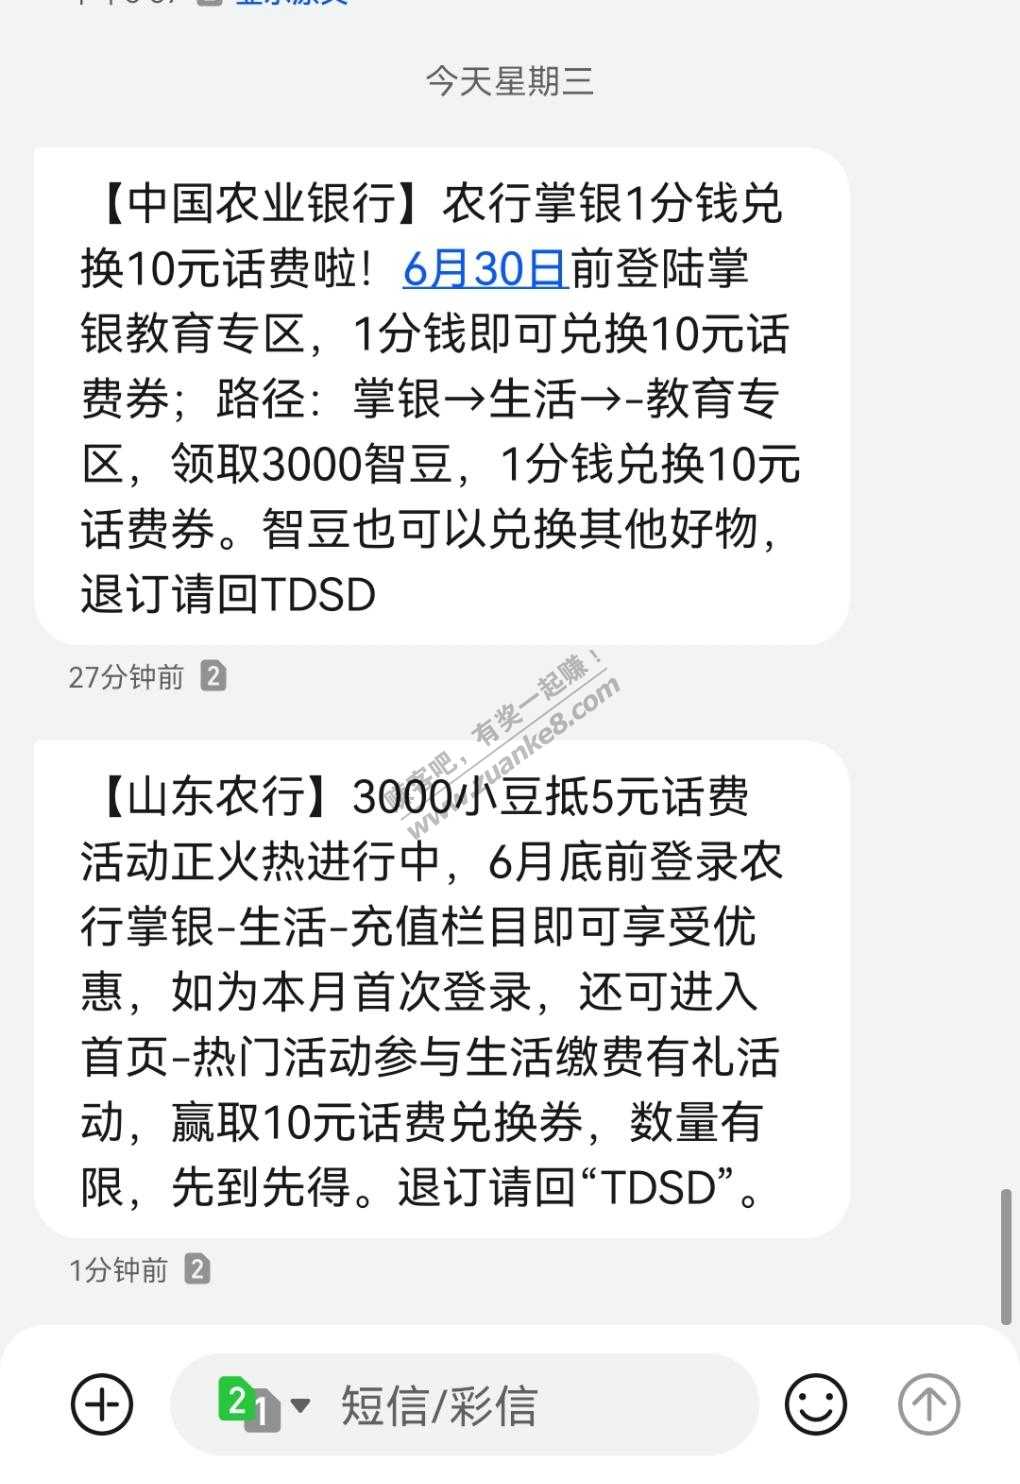 今天星期三
【中国农业银行】农行掌银1分钱兑
换10元话费啦！6月30日前登陆掌
银教育专区，1分钱即可兑换10元话
费券；路径：掌银→生活→-教育专
区，领取3000智豆，1分钱兑换10元
话费券。智豆也可以兑换其他好物，
退订请回TDSD
27分钟前 2
赚客吧，有奖一起赚！
www.zuanke8.com
【山东农行】3000小豆抵5元话费
活动正火热进行中，6月底前登录农
行掌银-生活-充值栏目即可享受优
惠，如为本月首次登录，还可进入
首页-热门活动参与生活缴费有礼活
动，赢取10元话费兑换券，数量有
限，先到先得。退订请回“TDSD”。
1分钟前 2
2 1 短信/彩信